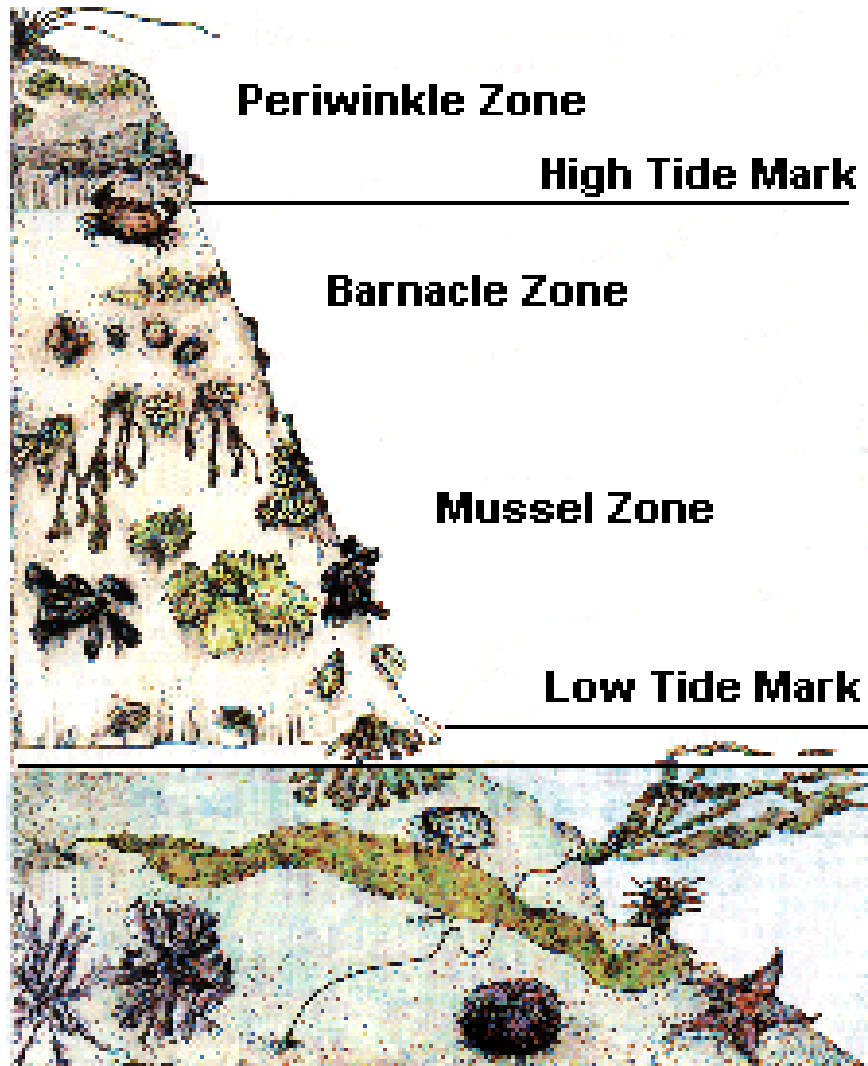 Periwinkle Zone
High Tide Mark
Barnacle Zone
Mussel Zone
Low Tide Mark